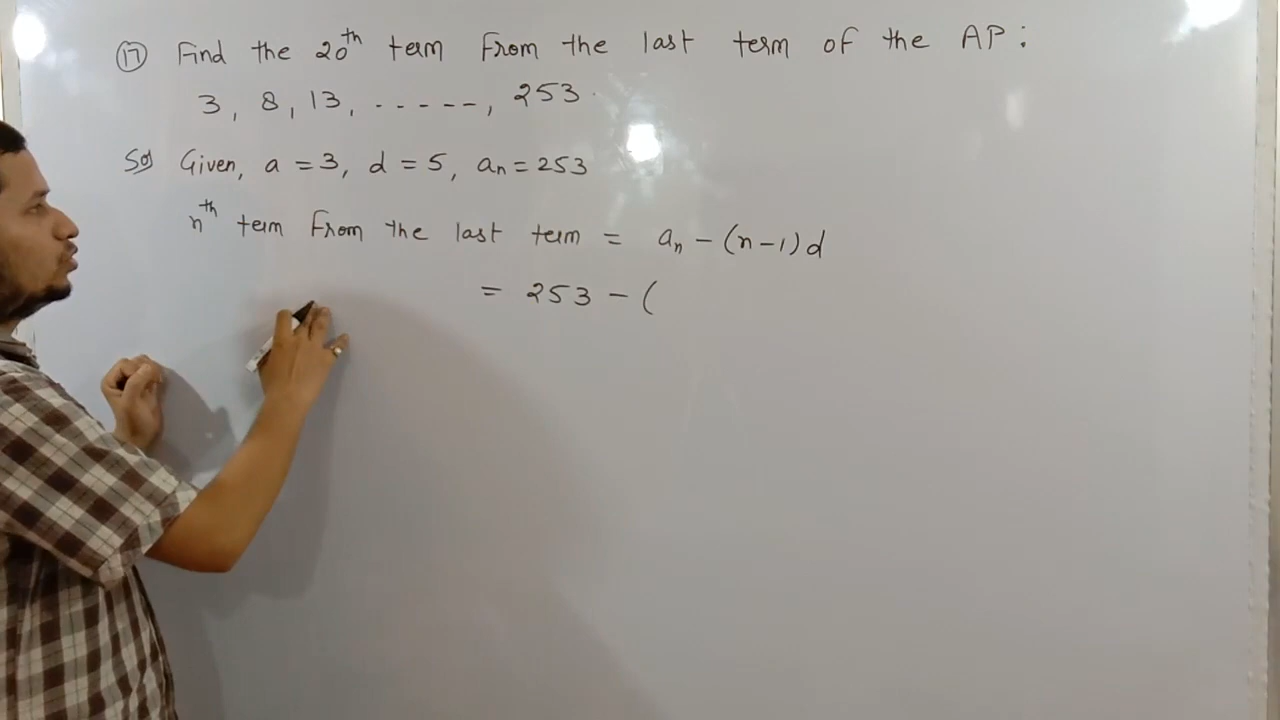 17 Find the 20th term from the last term of the AP:
3, 8, 13, ------, 253.
Sol Given, a = 3, d = 5, an = 253
nth term from the last term = an - (n-1)d
= 253 - (